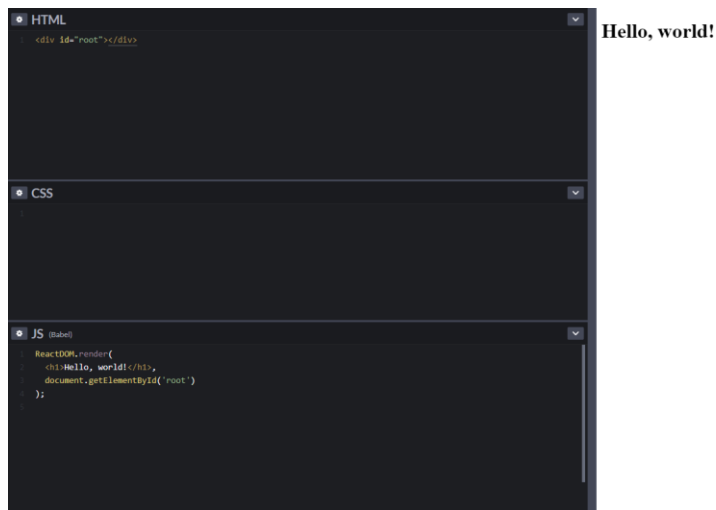 HTML
1 <div id="root"></div>
Hello, world!
CSS
1
JS (Babel)
1 ReactDOM.render(
2 <h1>Hello, world!</h1>,
3 document.getElementById('root')
4 );
5